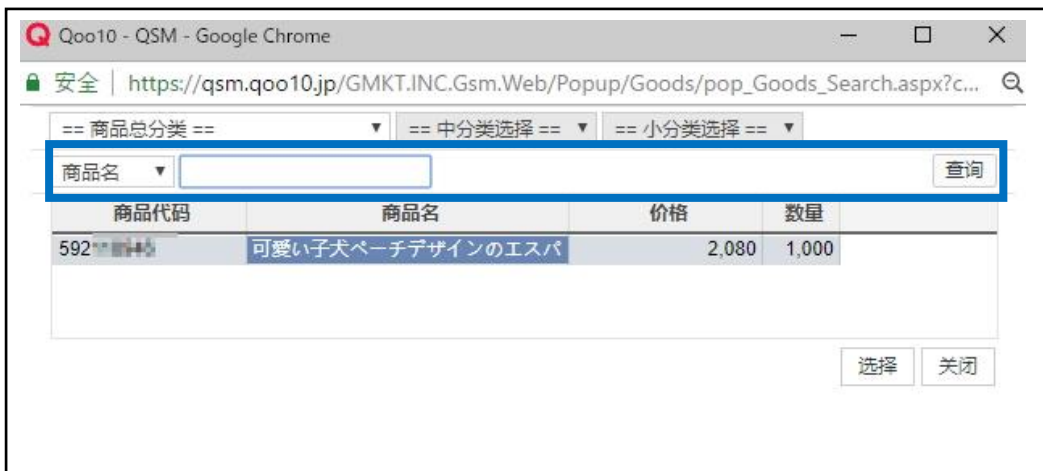 Qoo10 - QSM - Google Chrome
安全 | https://qsm.qoo10.jp/GMKT.INC.Gsm.Web/Popup/Goods/pop_Goods_Search.aspx?c...
== 商品总分类 == == 中分类选择 == == 小分类选择 ==
商品名 查询
商品代码 商品名 价格 数量
592 可愛い子犬ペーチデザインのエスパ 2,080 1,000
选择 关闭